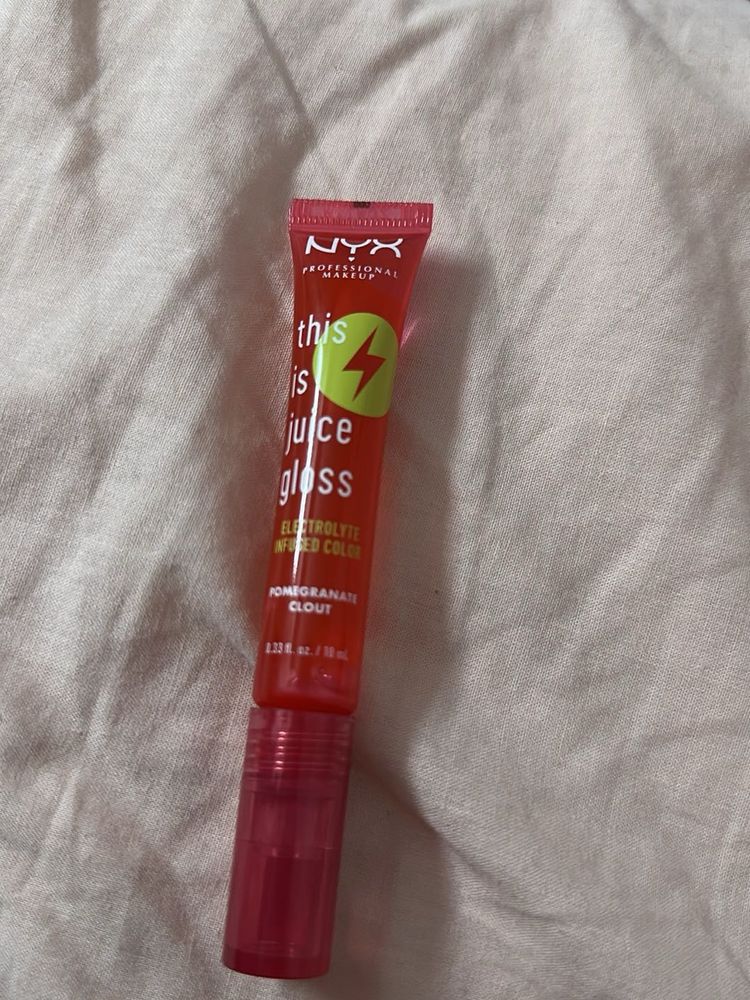 NYX
PROFESSIONAL
MAKEUP
this
is
juice
gloss
ELECTROLYTE
INFUSED COLOR
POMEGRANATE
CLOUT
0.33 fl. oz. / 10 mL